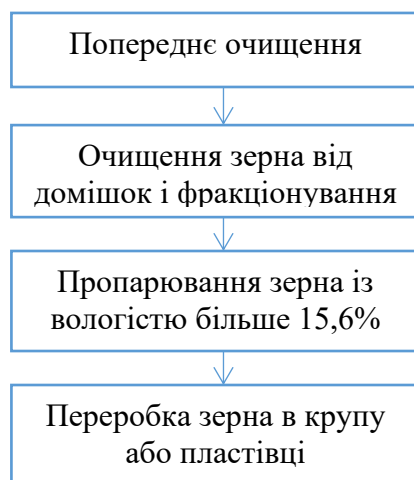 Попереднє очищення
Очищення зерна від
домішок і фракціонування
Пропарювання зерна із
вологістю більше 15,6%
Переробка зерна в крупу
або пластівці